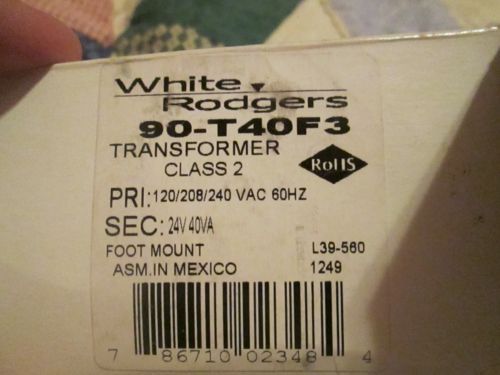 White
Rodgers
90-T40F3
TRANSFORMER
CLASS 2
RoHS
PRI: 120/208/240 VAC 60HZ
SEC: 24V 40VA
FOOT MOUNT L39-560
ASM.IN MEXICO 1249
7 86710 02348 4